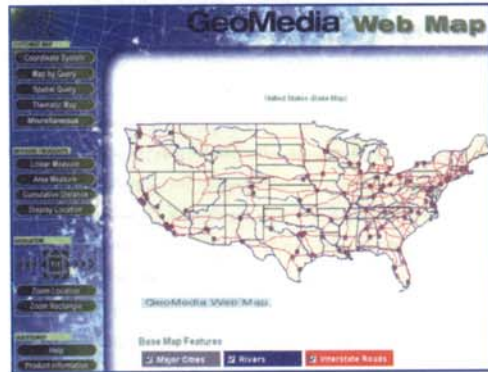 GeoMedia Web Map
Coordinate System
Map by Query
Spatial Query
Thematic Map
Miscellaneous
Linear Measure
Area Measure
Cumulative Distance
Display Location
Zoom Location
Zoom Rectangle
Help
Product Information
United States (Base Map)
GeoMedia Web Map
Base Map Features
Major Cities
Rivers
Interstate Roads